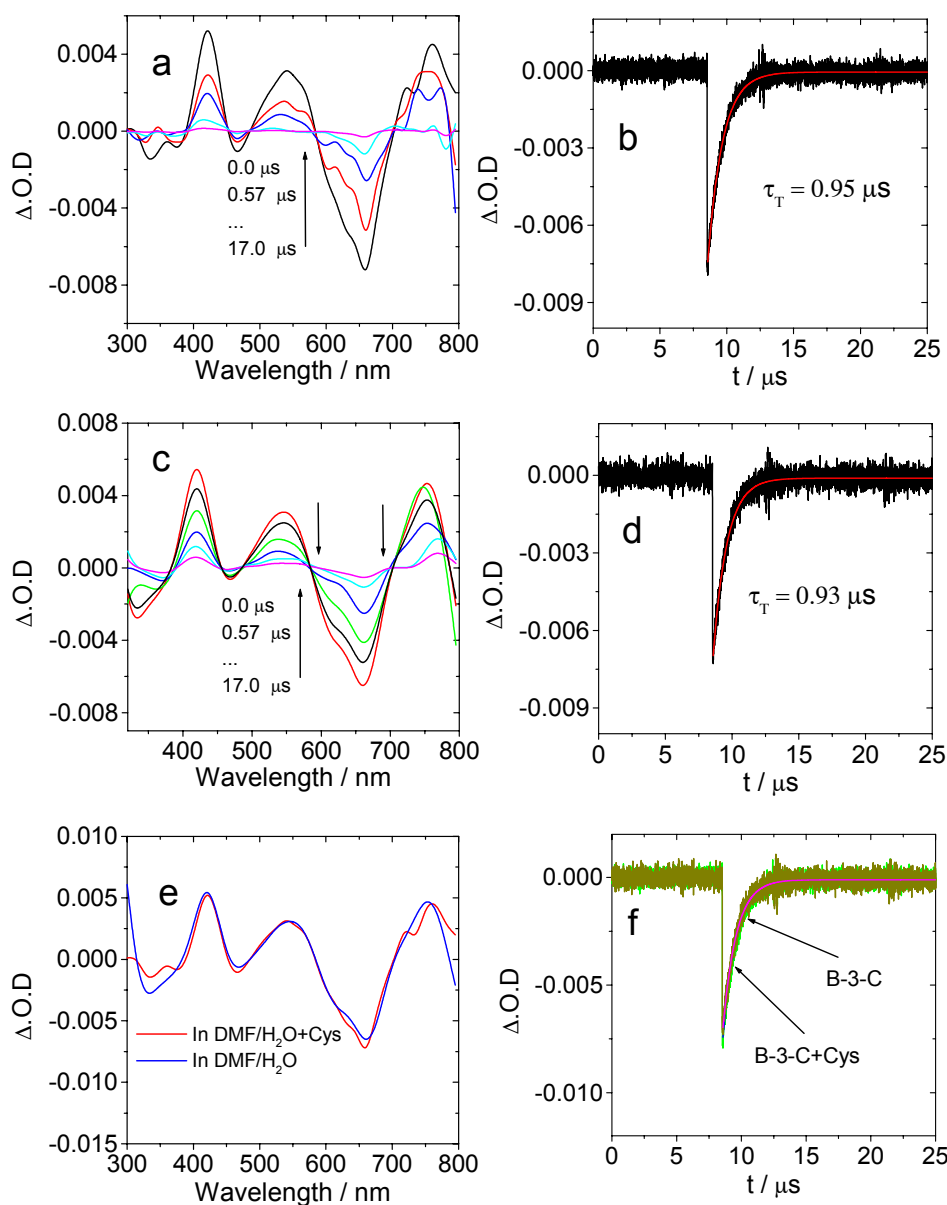 a
0.004
0.000
-0.004
-0.008
Δ.O.D
0.0 μs
0.57 μs
...
17.0 μs
300 400 500 600 700 800
Wavelength / nm
b
0.000
-0.003
-0.006
-0.009
Δ.O.D
τT = 0.95 μs
0 5 10 15 20 25
t / μs
c
0.008
0.004
0.000
-0.004
-0.008
Δ.O.D
0.0 μs
0.57 μs
...
17.0 μs
400 500 600 700 800
Wavelength / nm
d
0.000
-0.003
-0.006
-0.009
Δ.O.D
τT = 0.93 μs
0 5 10 15 20 25
t / μs
e
0.010
0.005
0.000
-0.005
-0.010
-0.015
Δ.O.D
In DMF/H2O+Cys
In DMF/H2O
300 400 500 600 700 800
Wavelength / nm
f
0.000
-0.005
-0.010
Δ.O.D
B-3-C
B-3-C+Cys
0 5 10 15 20 25
t / μs